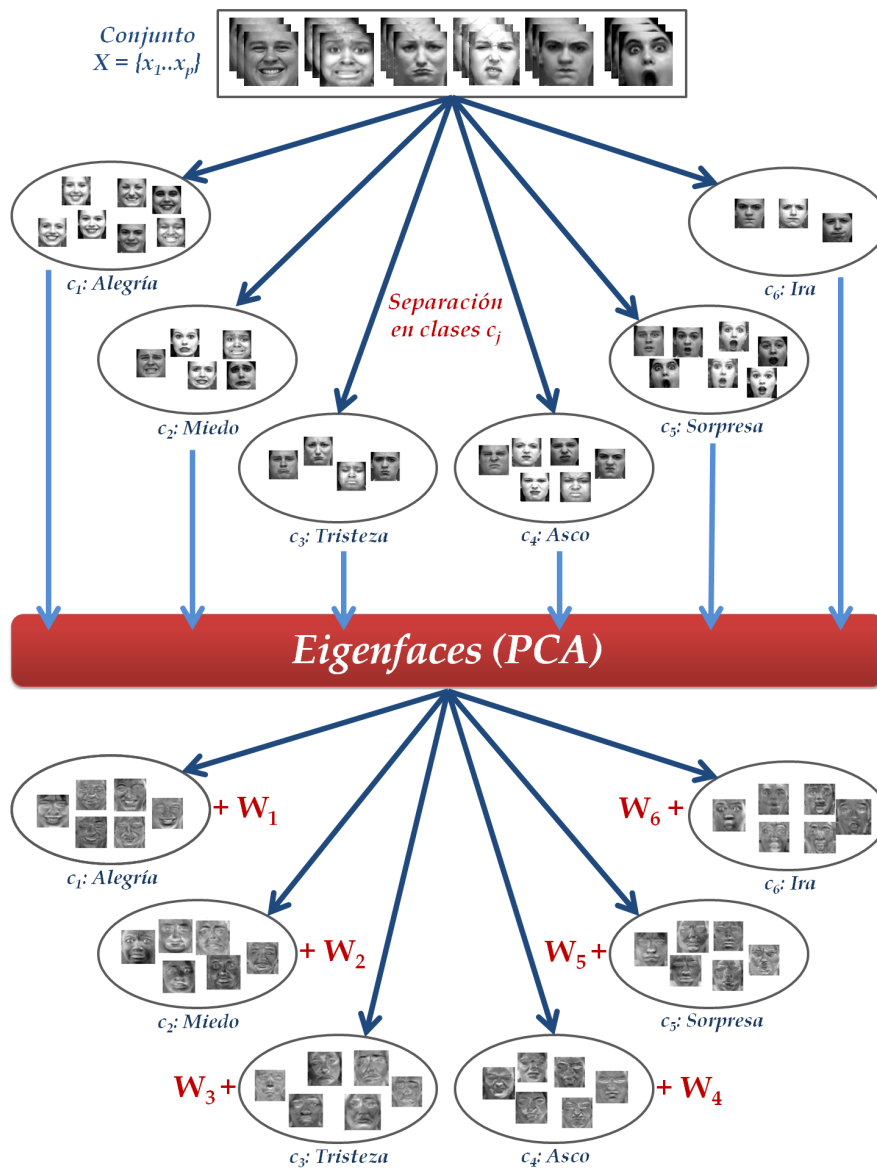 Conjunto
X = {x₁..xₚ}
c₁: Alegría
c₆: Ira
Separación
en clases cⱼ
c₂: Miedo
c₅: Sorpresa
c₃: Tristeza
c₄: Asco
Eigenfaces (PCA)
+ W₁
W₆ +
c₁: Alegría
c₆: Ira
+ W₂
W₅ +
c₂: Miedo
c₅: Sorpresa
W₃ +
+ W₄
c₃: Tristeza
c₄: Asco